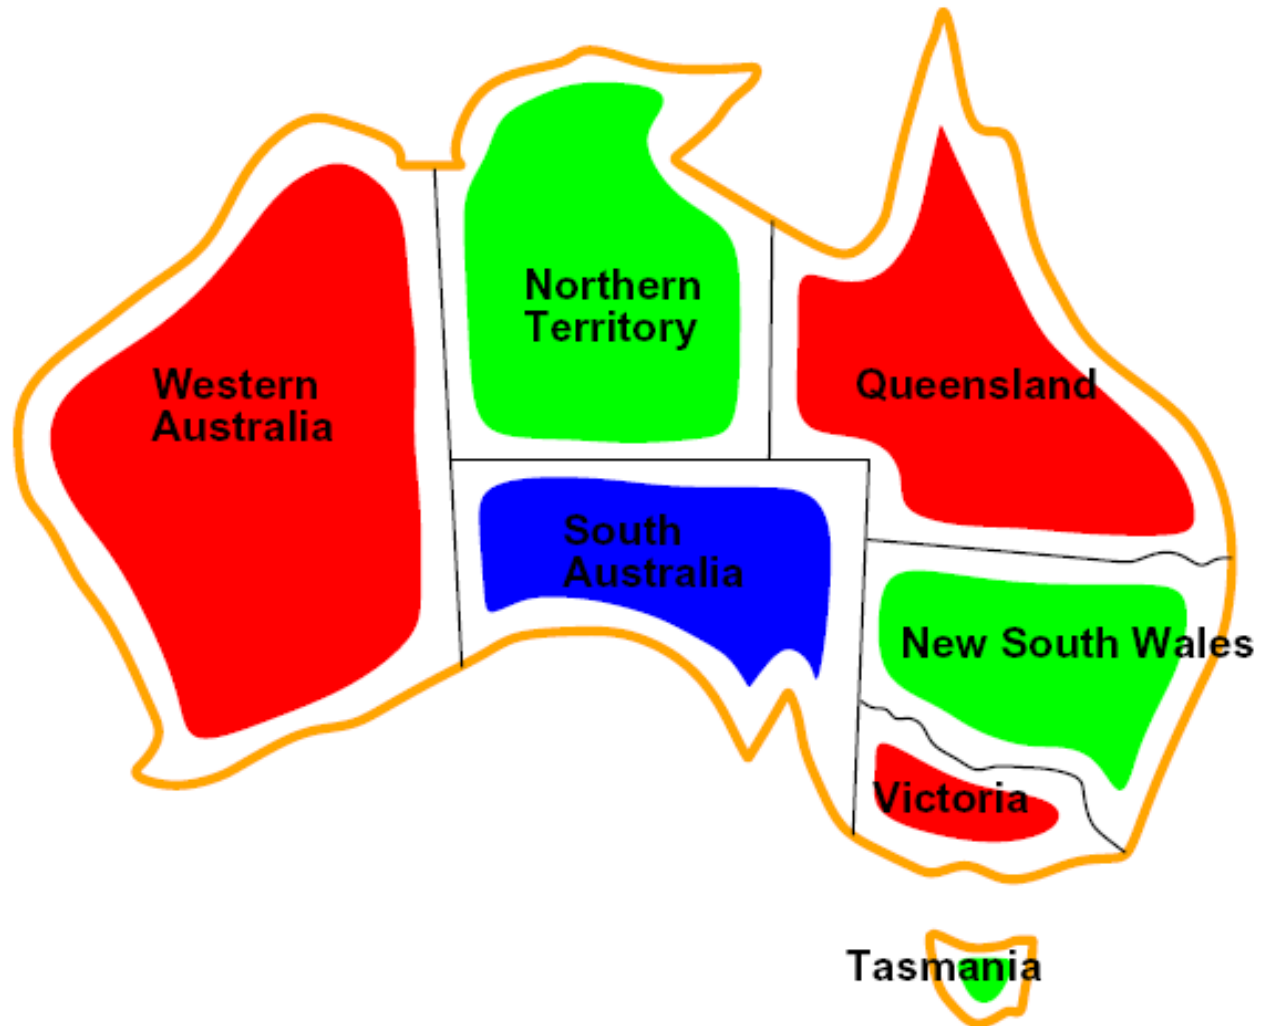 Northern
Territory
Western
Australia
Queensland
South
Australia
New South Wales
Victoria
Tasmania